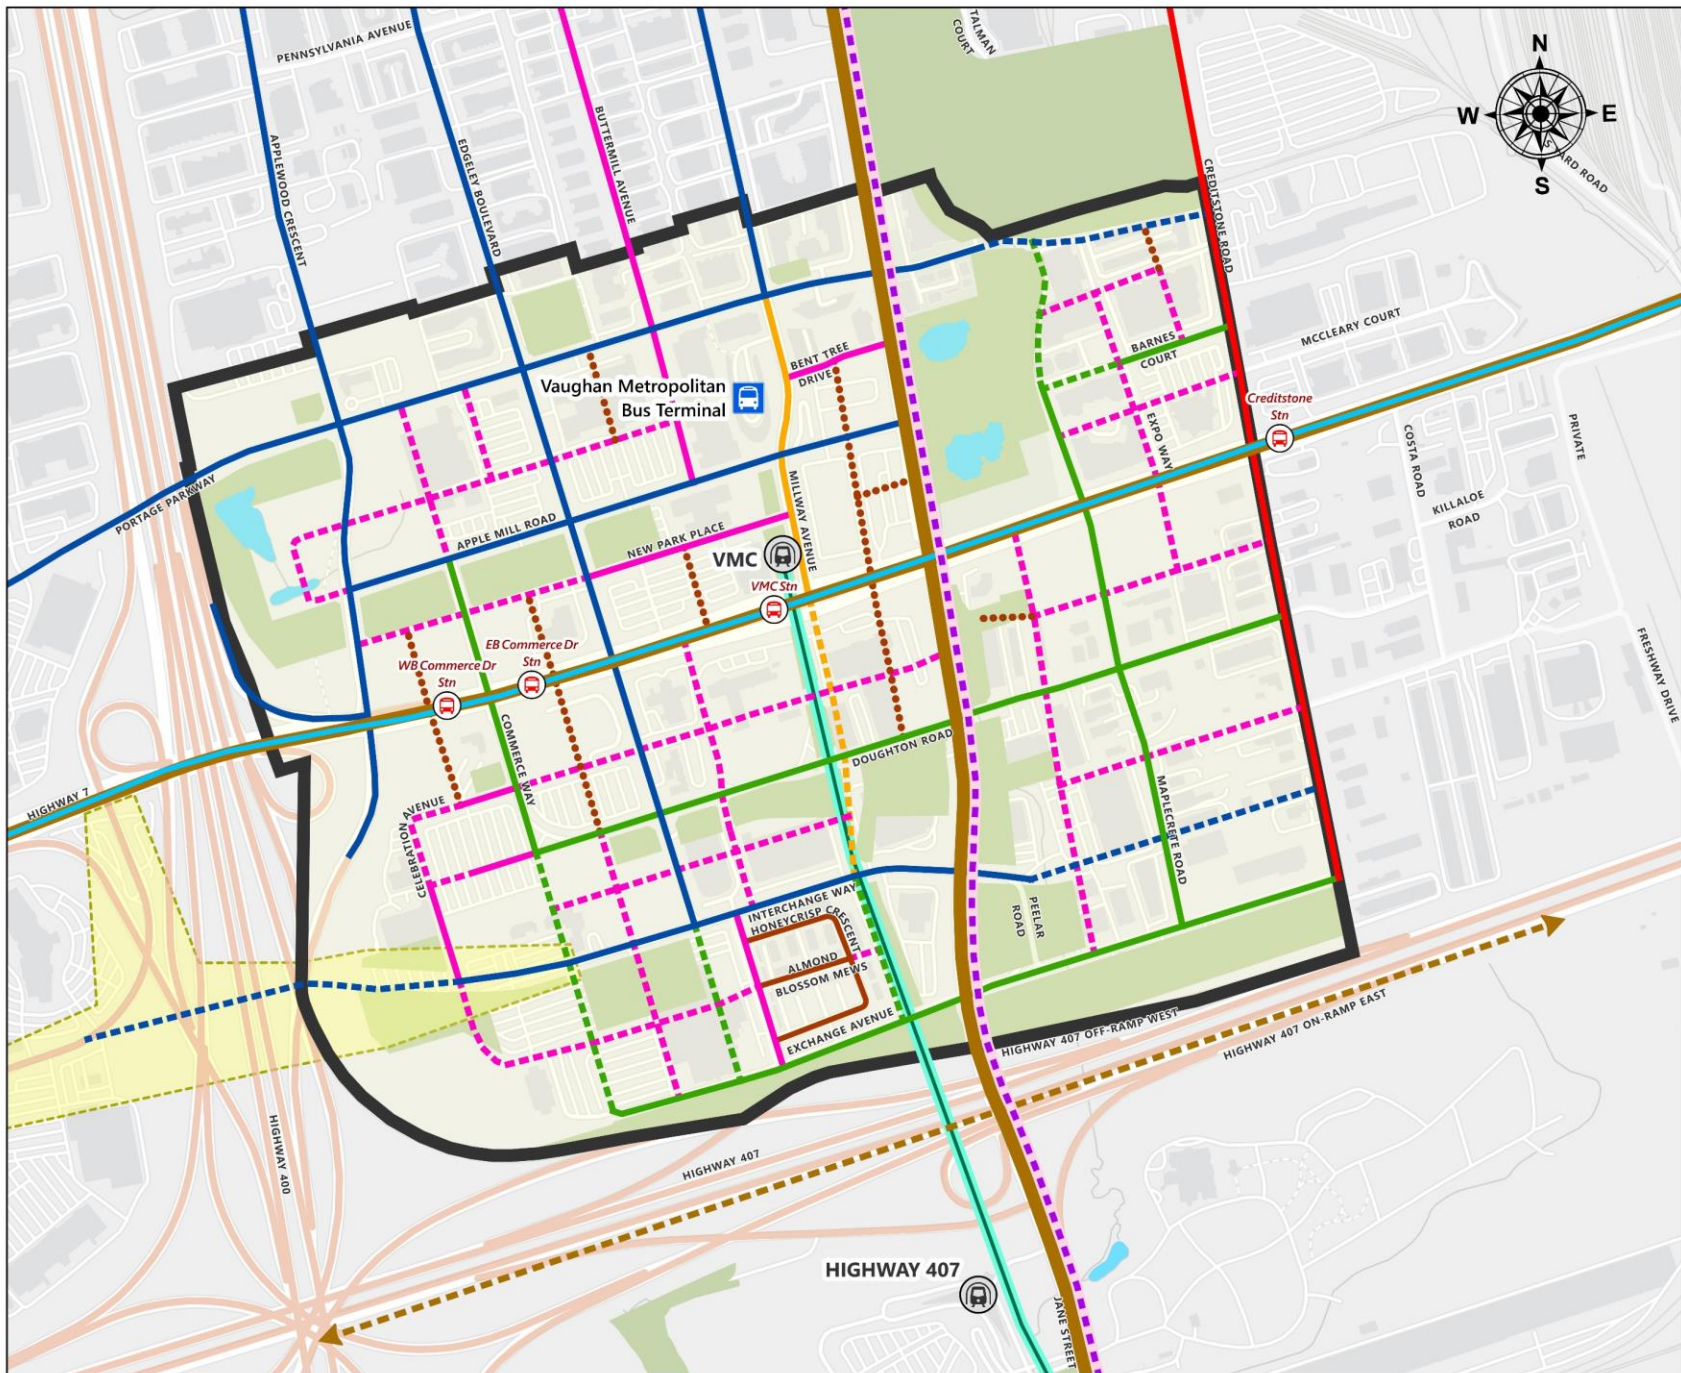 PENNSYLVANIA AVENUE
TALMAN
COURT
N
W
E
S
APPLEWOOD CRESCENT
EDGELEY BOULEVARD
BUTTERMILL AVENUE
CREDITSTONE ROAD
MCCLEARY COURT
BARNES
COURT
BENT TREE
DRIVE
Vaughan Metropolitan
Bus Terminal
Creditstone
Stn
EXPO WAY
COSTA ROAD
PRIVATE
KILLALOE
ROAD
PORTAGE PARKWAY
APPLE MILL ROAD
NEW PARK PLACE
MILLWAY AVENUE
VMC
VMC Stn
EB Commerce Dr
Stn
WB Commerce Dr
Stn
FRESHWAY DRIVE
COMMERCE WAY
DOUGHTON ROAD
HIGHWAY 7
CELEBRATION AVENUE
MAPLECRETE ROAD
INTERCHANGE WAY
HONEYCRISP CRESCENT
PEELAR
ROAD
ALMOND
BLOSSOM MEWS
EXCHANGE AVENUE
HIGHWAY 407 OFF-RAMP WEST
HIGHWAY 407 ON-RAMP EAST
HIGHWAY 400
HIGHWAY 407
HIGHWAY 407
JANE STREET